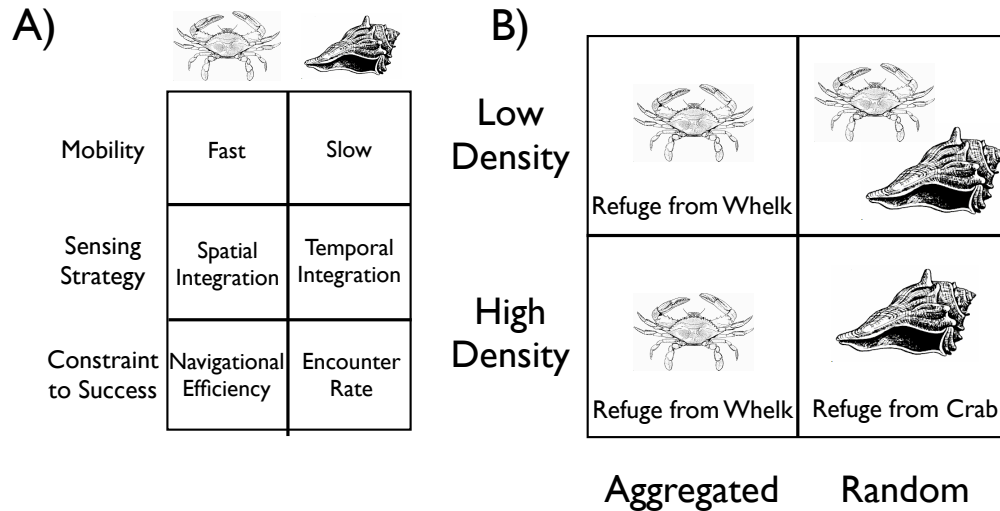 A)
Mobility
Fast
Slow
Sensing
Strategy
Spatial
Integration
Temporal
Integration
Constraint
to Success
Navigational
Efficiency
Encounter
Rate
B)
Low
Density
Refuge from Whelk
High
Density
Refuge from Whelk
Refuge from Crab
Aggregated
Random